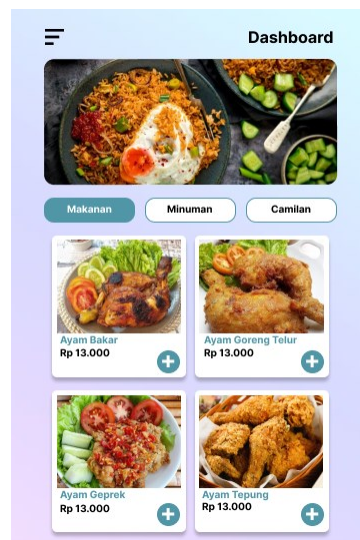 Dashboard
Makanan
Minuman
Camilan
Ayam Bakar
Rp 13.000
Ayam Goreng Telur
Rp 13.000
Ayam Geprek
Rp 13.000
Ayam Tepung
Rp 13.000